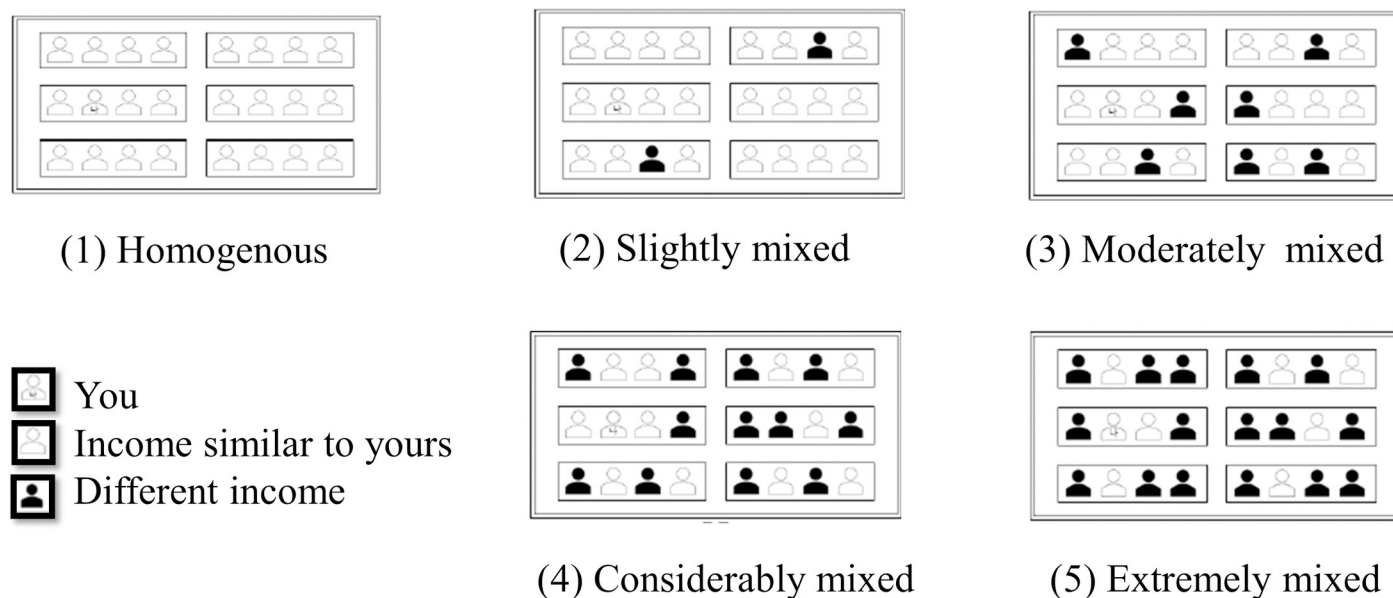 (1) Homogenous
(2) Slightly mixed
(3) Moderately mixed
You
Income similar to yours
Different income
(4) Considerably mixed
(5) Extremely mixed